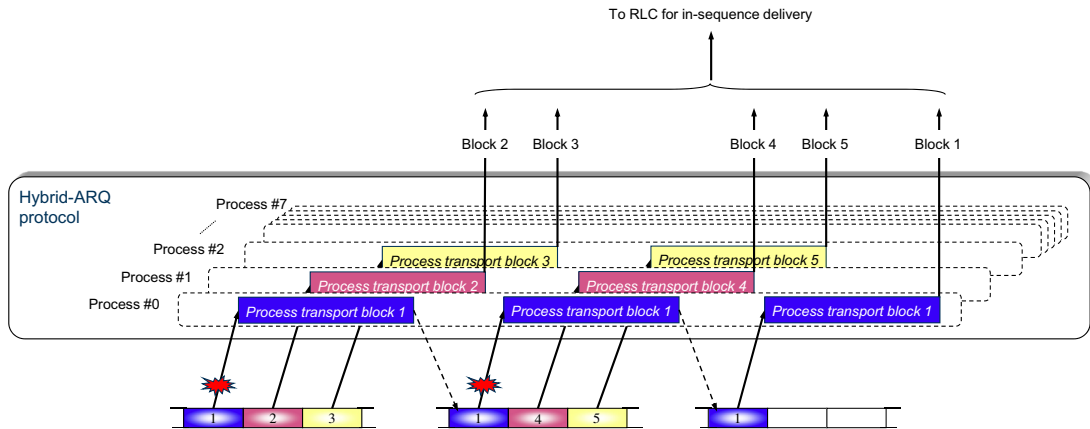 To RLC for in-sequence delivery
Block 2
Block 3
Block 4
Block 5
Block 1
Hybrid-ARQ
protocol
Process #7
Process #2
Process #1
Process #0
Process transport block 3
Process transport block 5
Process transport block 2
Process transport block 4
Process transport block 1
Process transport block 1
Process transport block 1
1
2
3
1
4
5
1